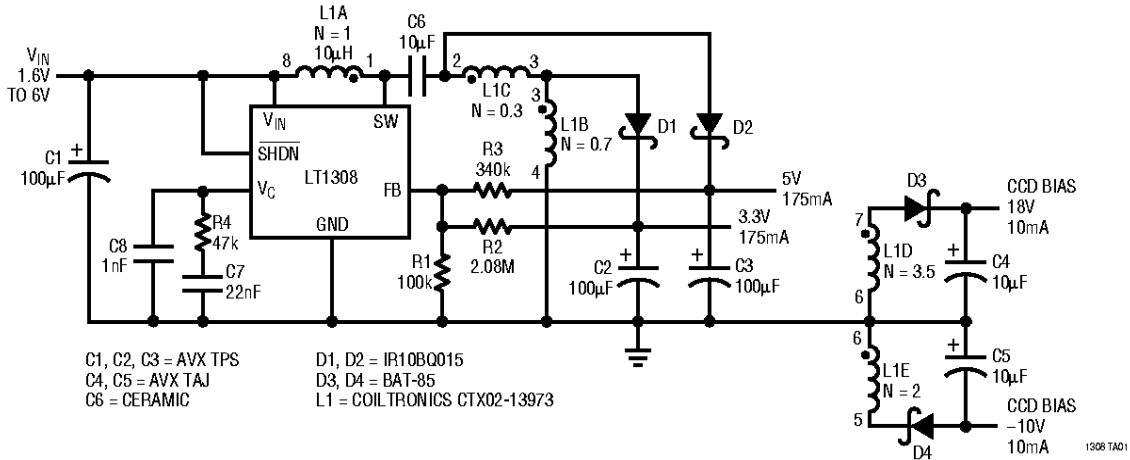 L1A
N = 1
10µH
C6
10µF
VIN
1.6V
TO 6V
8
1
2
3
L1C
N = 0.3
3
L1B
N = 0.7
4
D1
D2
VIN
SW
SHDN
LT1308
VC
FB
GND
C1
+
100µF
R3
340k
5V
175mA
3.3V
175mA
R2
2.08M
R1
100k
R4
47k
C8
1nF
C7
22nF
C2
+
100µF
+
C3
100µF
D3
CCD BIAS
18V
10mA
7
L1D
N = 3.5
6
+
C4
10µF
6
L1E
N = 2
5
+
C5
10µF
D4
CCD BIAS
–10V
10mA
C1, C2, C3 = AVX TPS
C4, C5 = AVX TAJ
C6 = CERAMIC
D1, D2 = IR10BQ015
D3, D4 = BAT-85
L1 = COILTRONICS CTX02-13973
1308 TA01